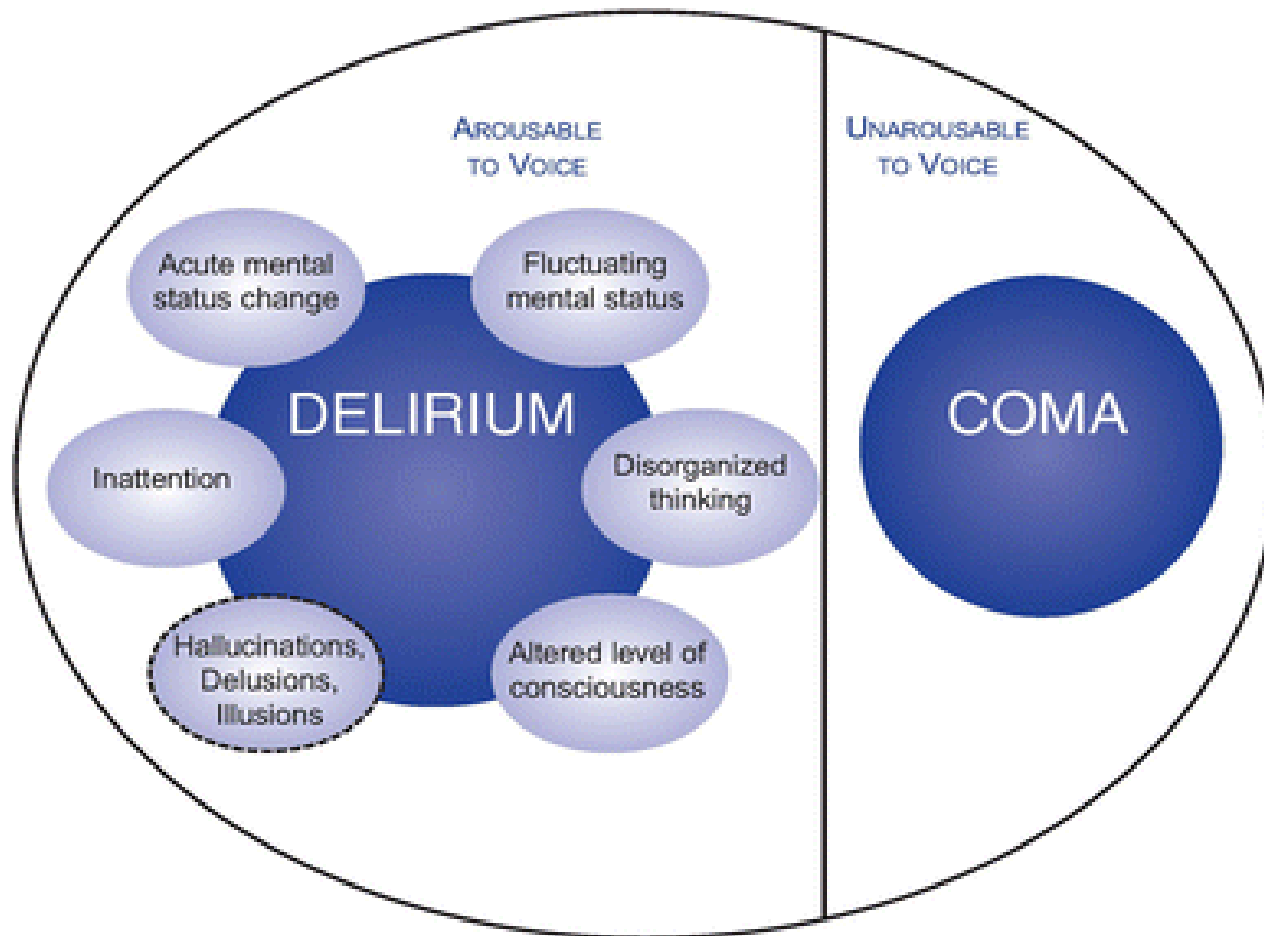 AROUSABLE
TO VOICE
UNAROUSABLE
TO VOICE
Acute mental
status change
Fluctuating
mental status
DELIRIUM
COMA
Inattention
Disorganized
thinking
Hallucinations,
Delusions,
Illusions
Altered level of
consciousness